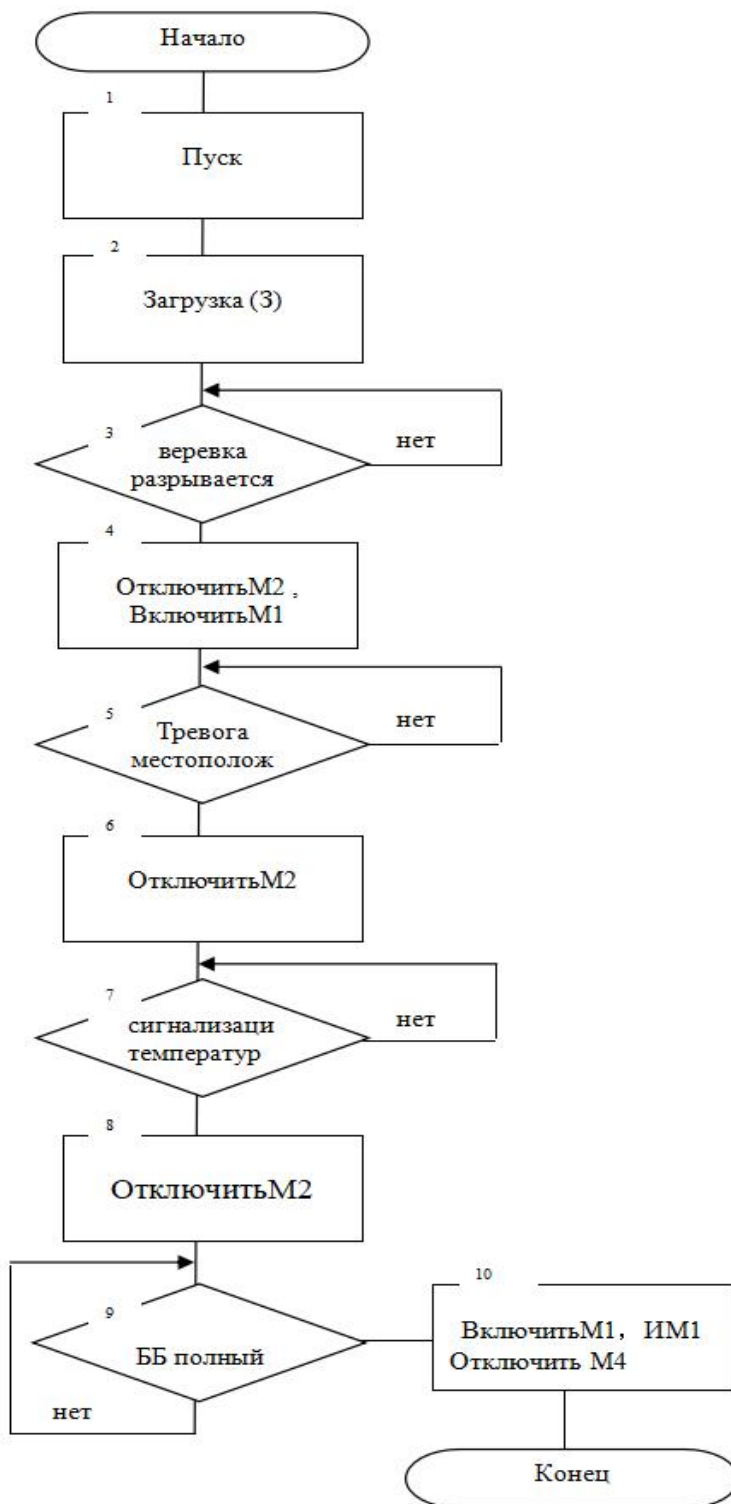 Начало
1
Пуск
2
Загрузка (З)
3
веревка
разрывается
нет
4
ОтключитьМ2 ,
ВключитьМ1
5
Тревога
местополож
нет
6
ОтключитьМ2
7
сигнализаци
температур
нет
8
ОтключитьМ2
9
ББ полный
нет
10
ВключитьМ1, ИМ1
Отключить М4
Конец